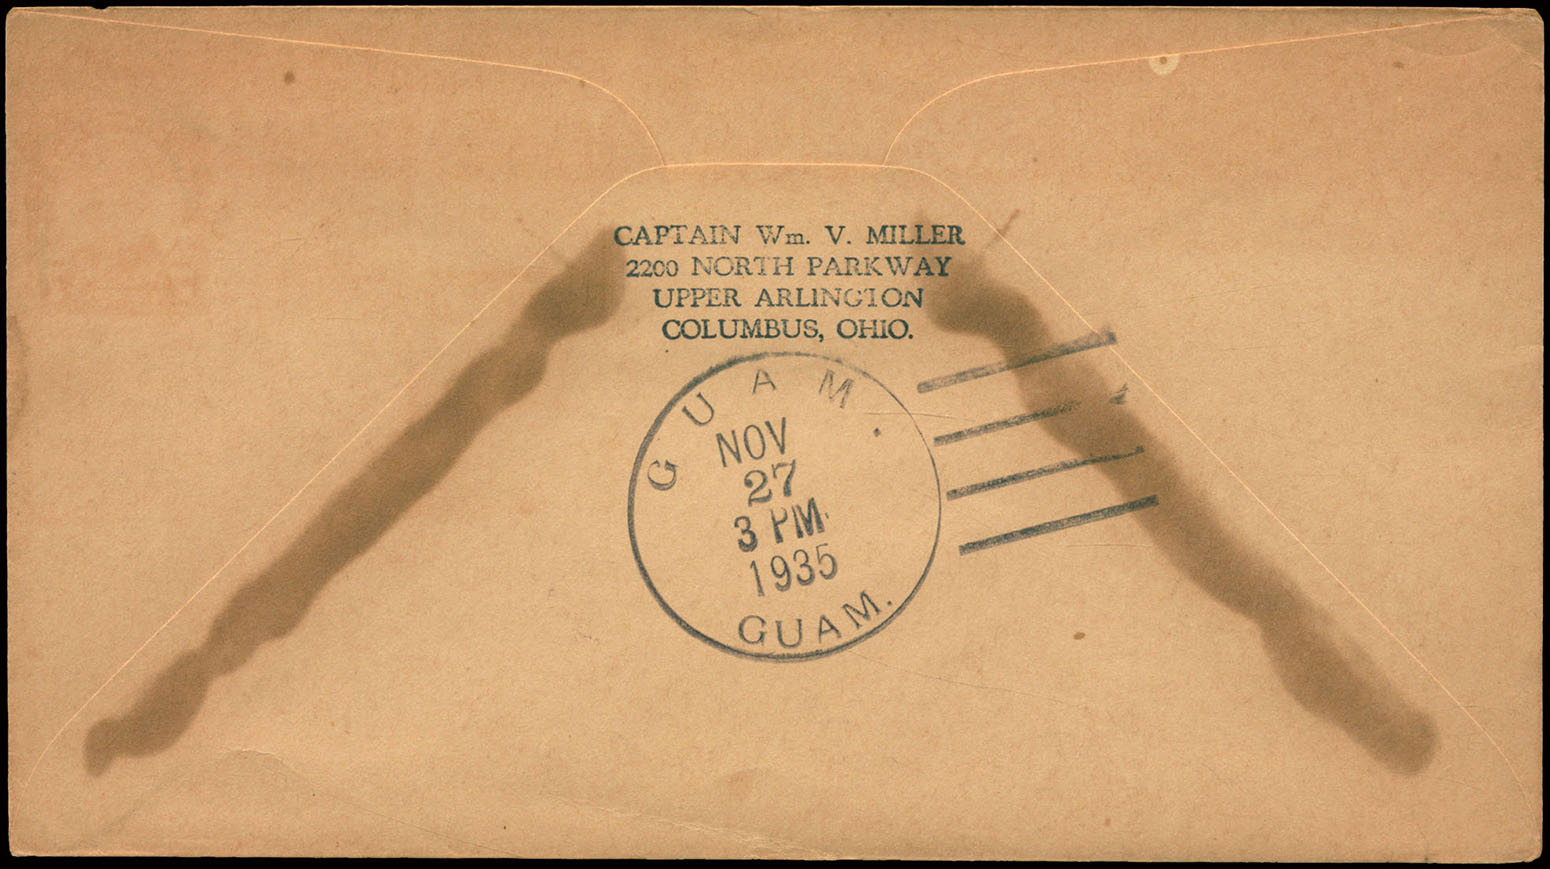 CAPTAIN Wm. V. MILLER
2200 NORTH PARKWAY
UPPER ARLINGTON
COLUMBUS, OHIO.
GUAM.
NOV
27
3 PM
1935
GUAM.